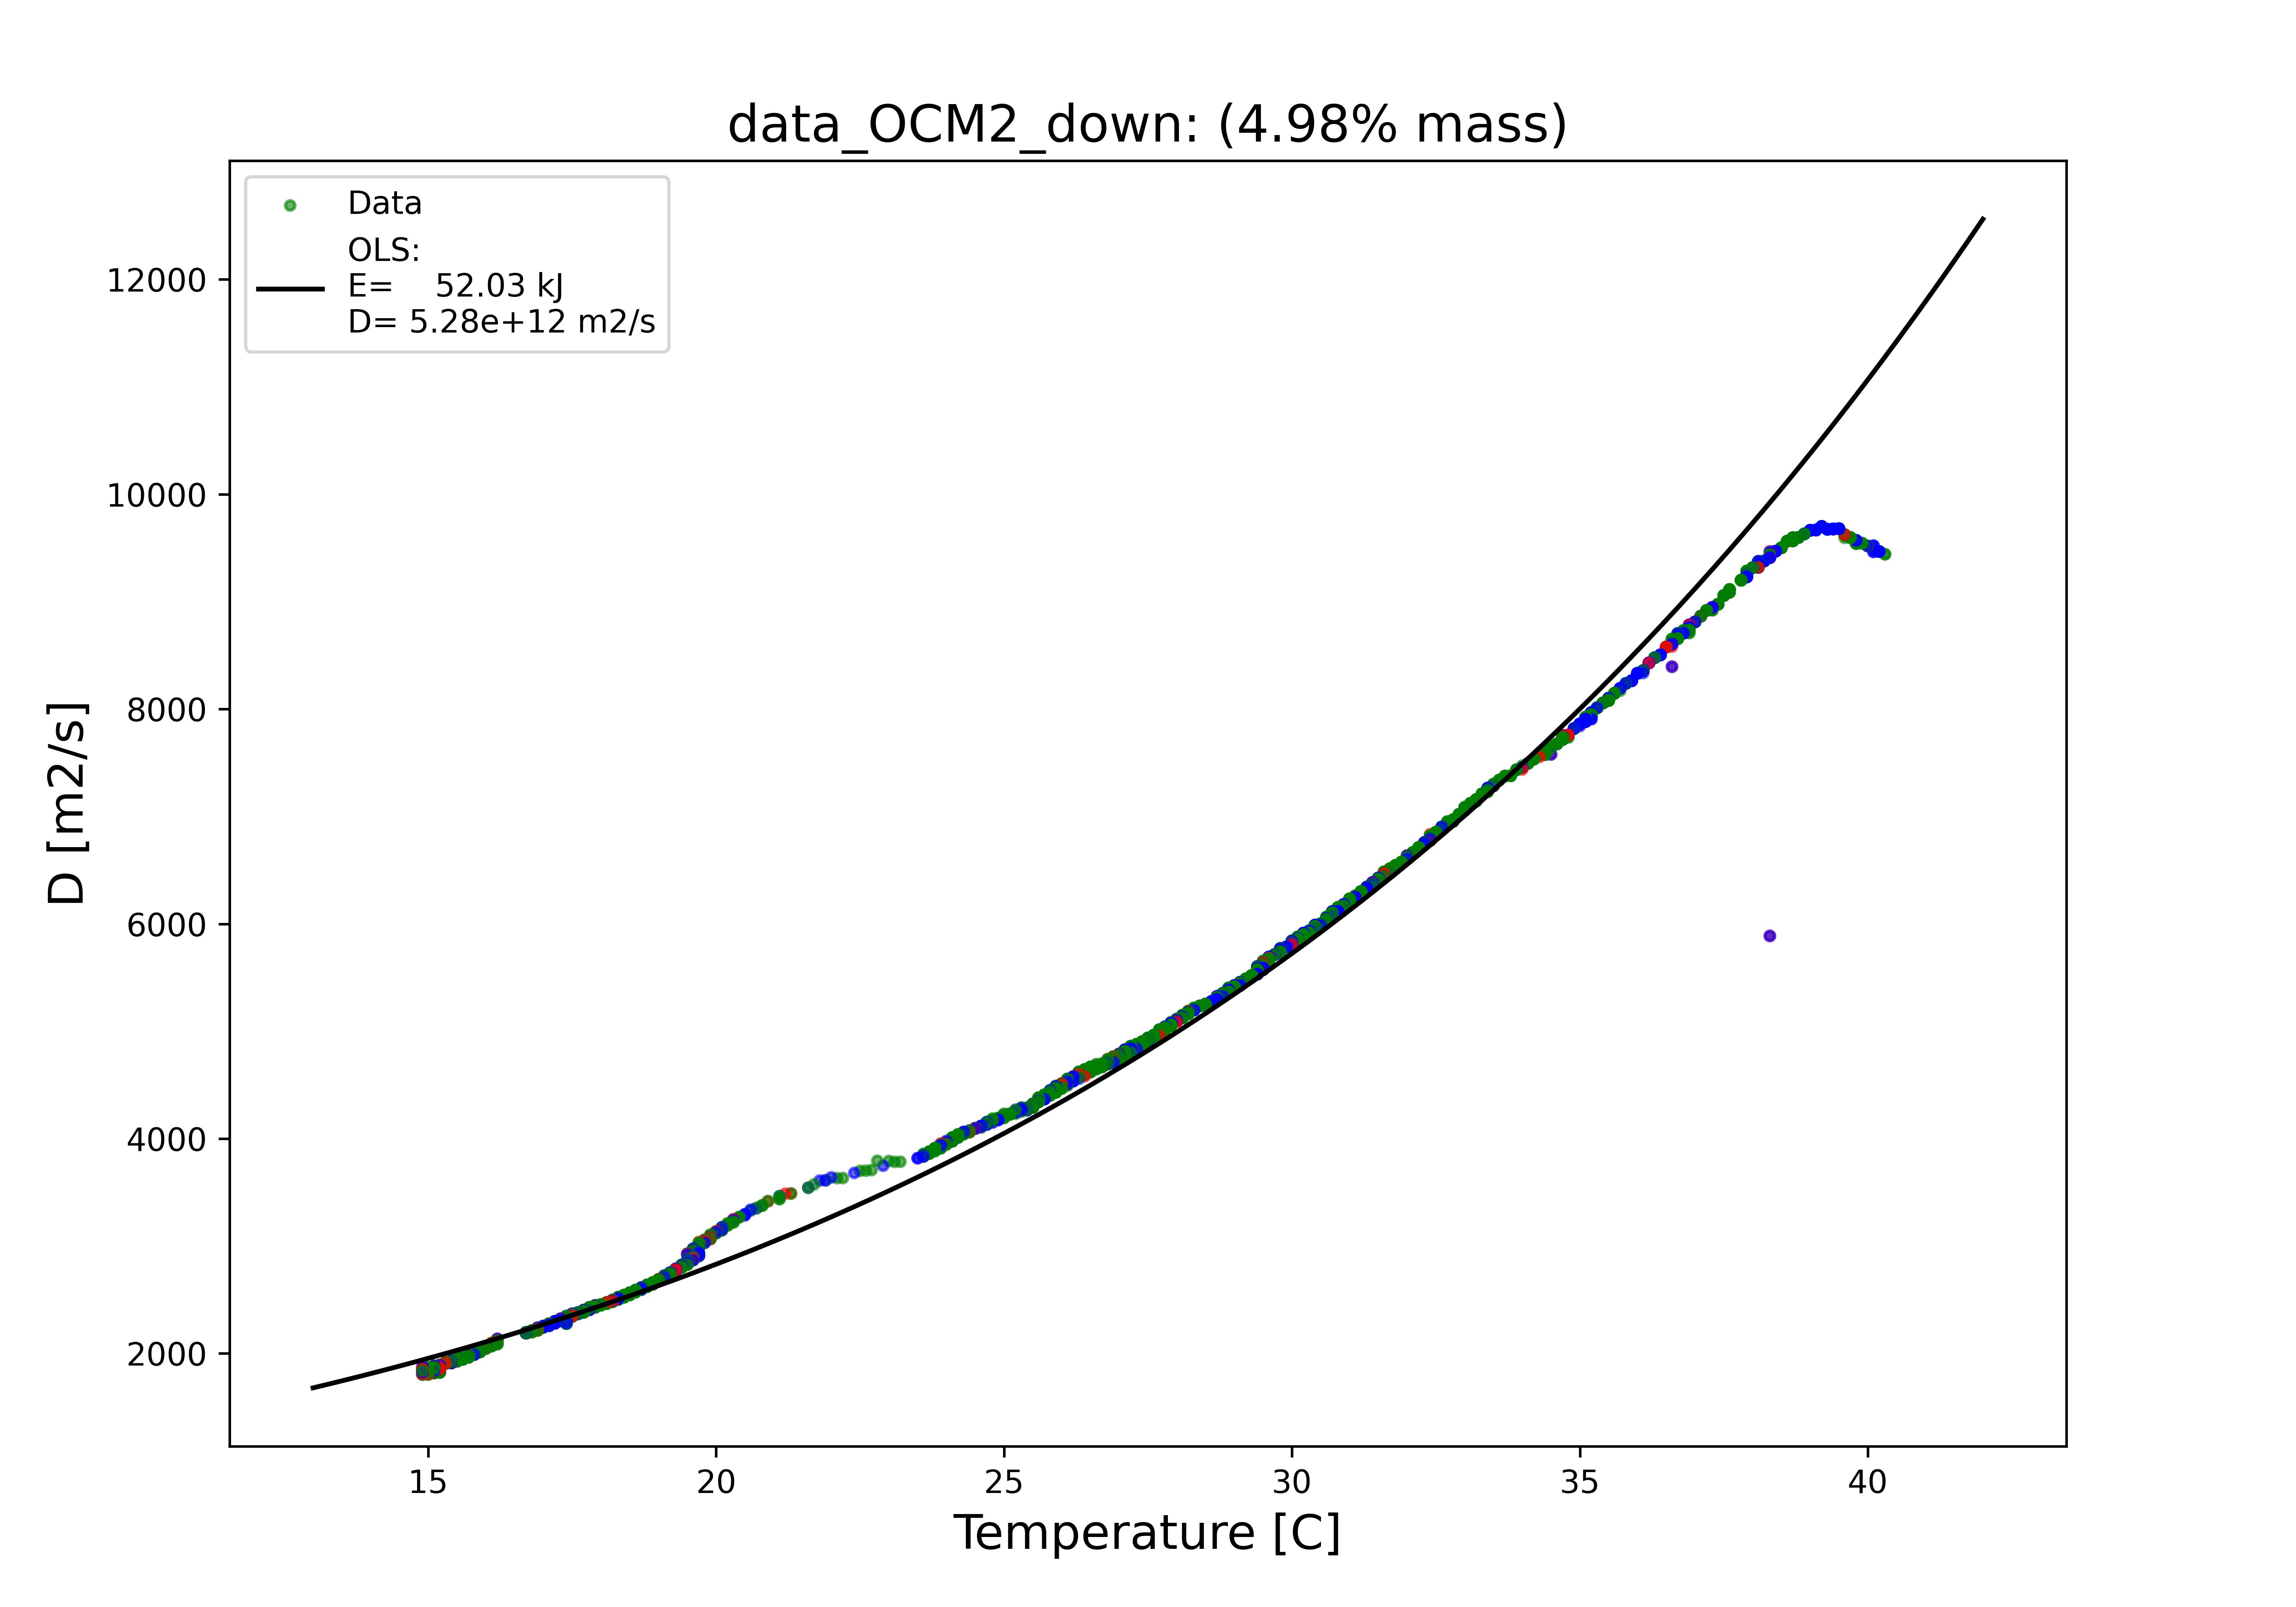 data_OCM2_down: (4.98% mass)
Data
OLS:
E= 52.03 kJ
D= 5.28e+12 m2/s
12000
10000
8000
6000
4000
2000
D [m2/s]
15 20 25 30 35 40
Temperature [C]